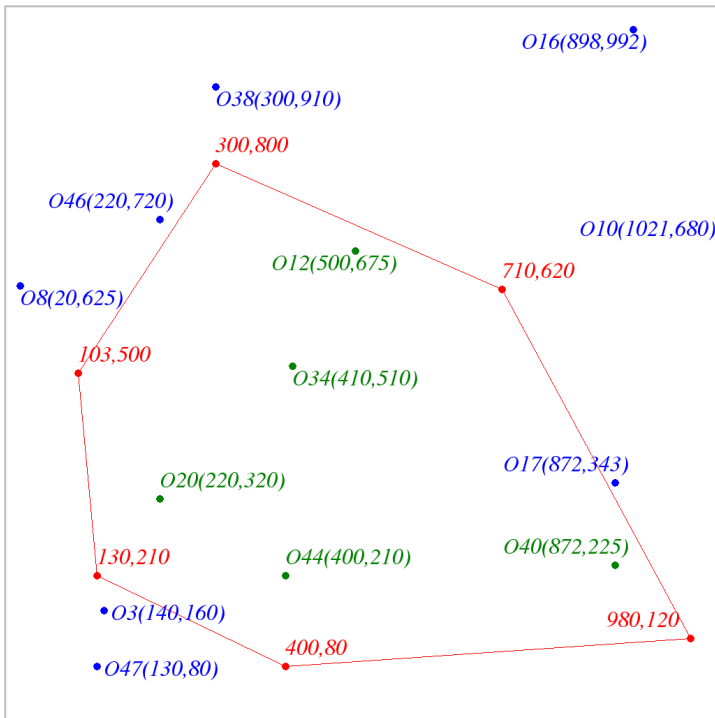 O16(898,992)
O38(300,910)
300,800
O46(220,720)
O10(1021,680)
O12(500,675)
710,620
O8(20,625)
103,500
O34(410,510)
O17(872,343)
O20(220,320)
130,210
O44(400,210)
O40(872,225)
O3(140,160)
980,120
400,80
O47(130,80)